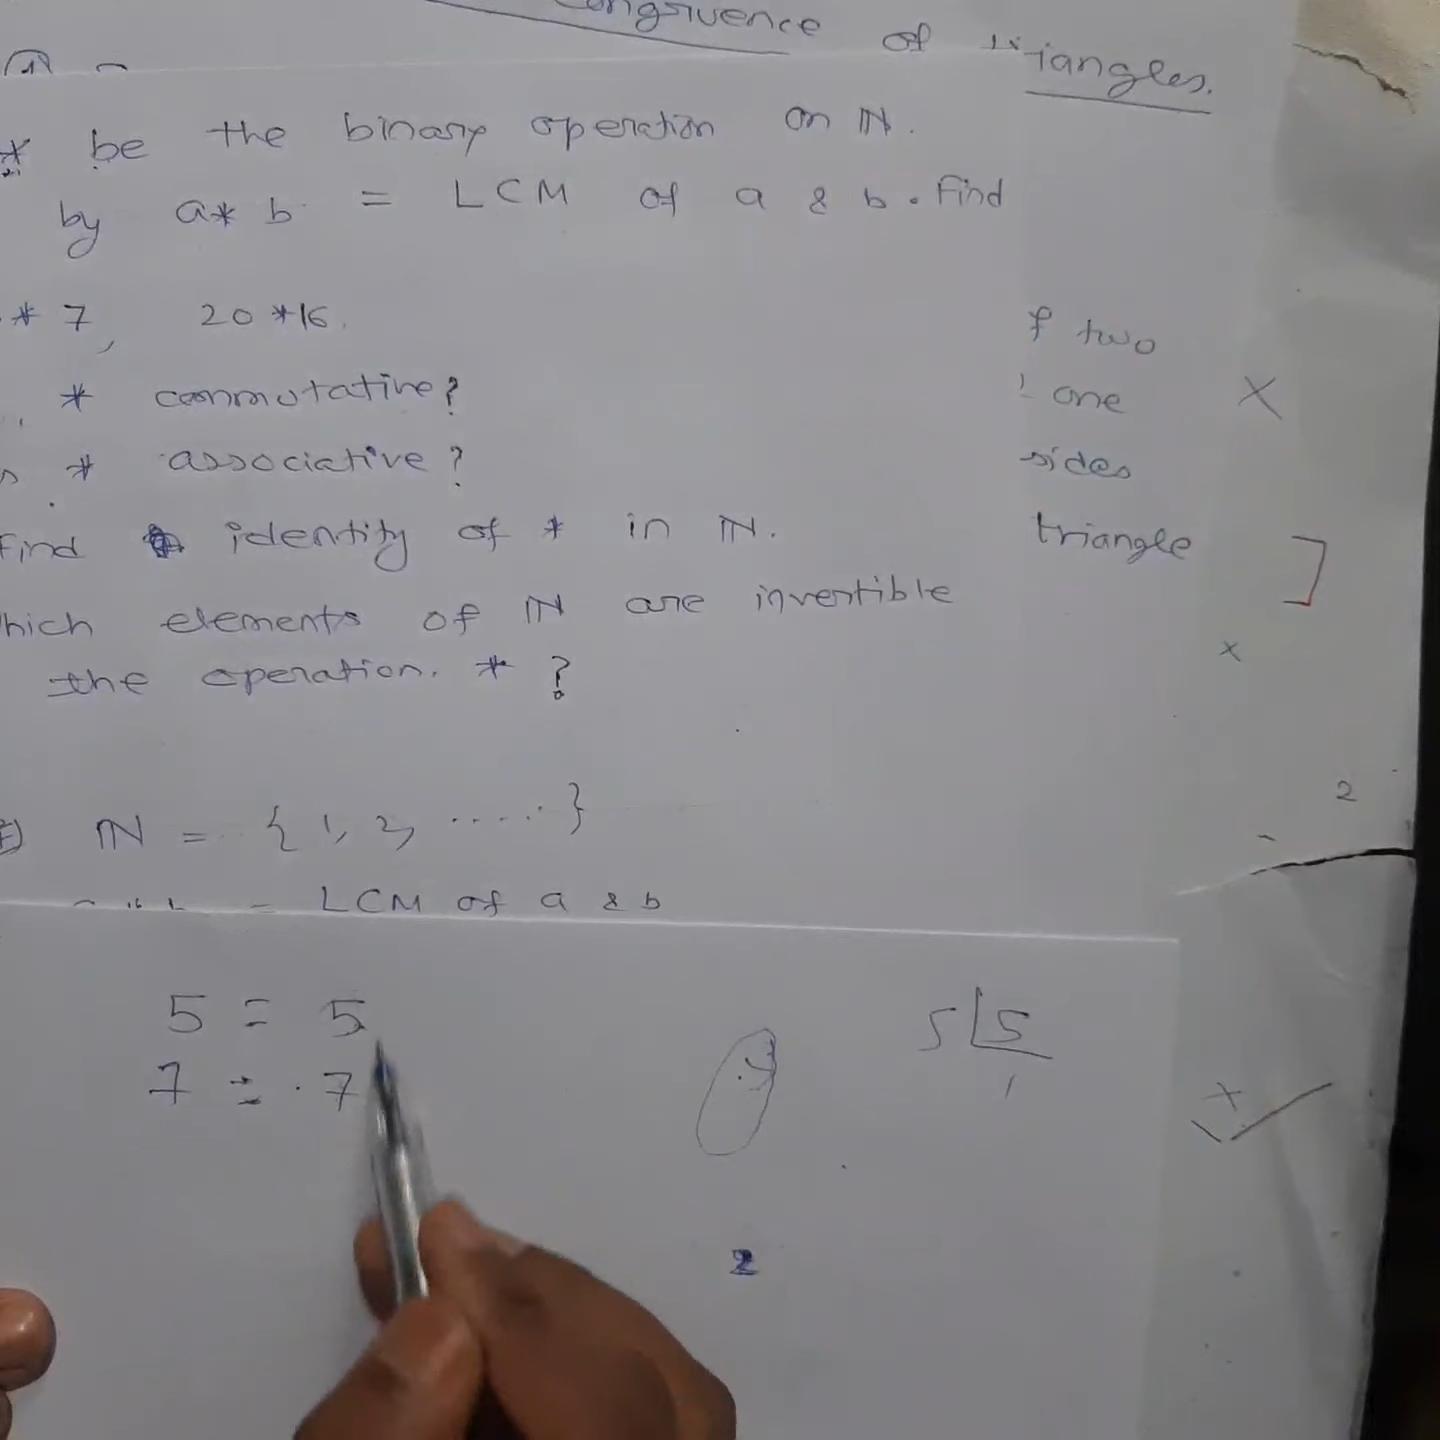 Congruence of triangles.
* be the binary operation on ℕ.
by a * b = LCM of a & b. Find
* 7, 20 * 16.
* commutative?
* associative?
Find identity of * in ℕ.
hich elements of ℕ are invertible
the operation. * ?
f two
one
sides
triangle
ℕ = { 1, 2, ..... }
= LCM of a & b
5 = 5
7 = 7
5 5
1
2
2